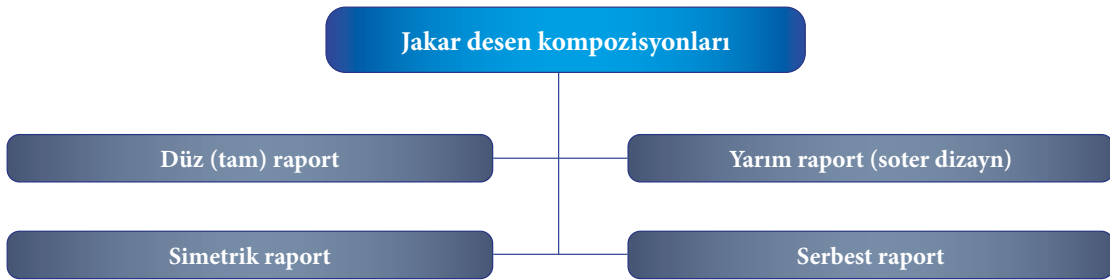 Jakar desen kompozisyonları
Düz (tam) raport
Yarım raport (soter dizayn)
Simetrik raport
Serbest raport